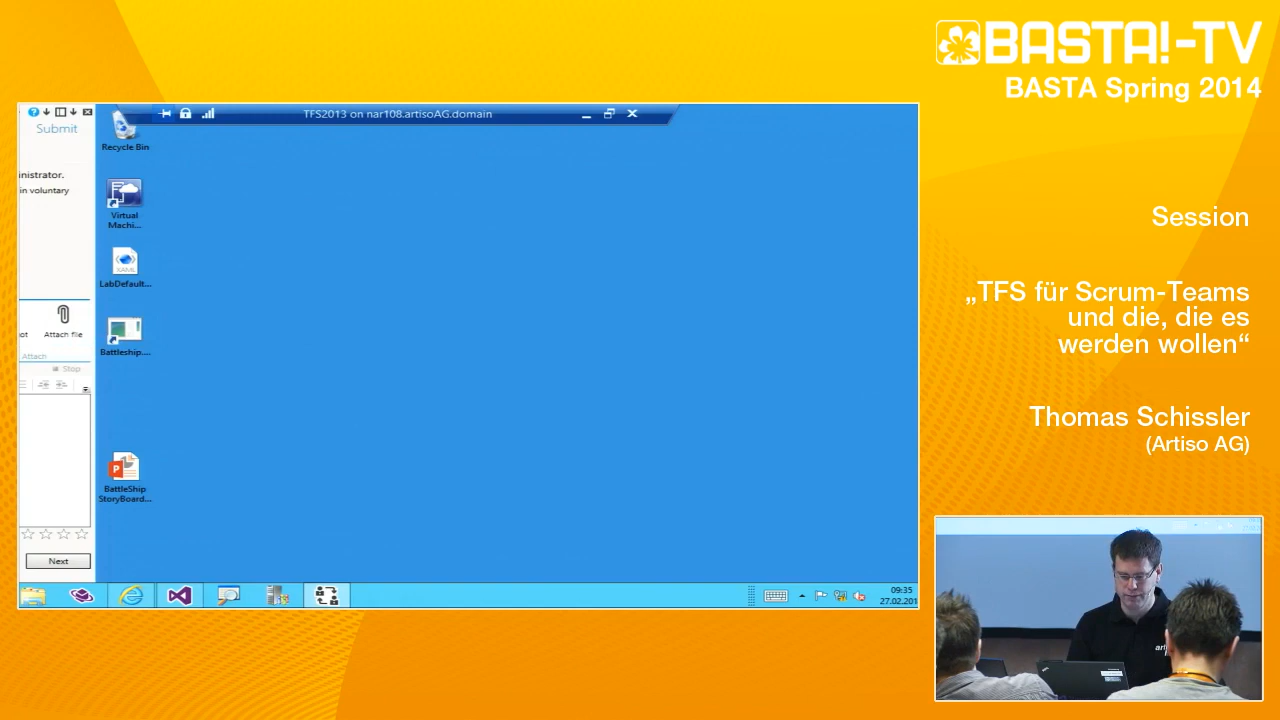 BASTA!-TV
BASTA Spring 2014
Session
„TFS für Scrum-Teams
und die, die es
werden wollen“
Thomas Schissler
(Artiso AG)
TFS2013 on nar108.artisoAG.domain
Submit
inistrator.
in voluntary
Attach file
Attach
Stop
Next
Recycle Bin
Virtual
Machi...
XAML
LabDefault...
Battleship....
BattleShip
StoryBoard...
09:35
27.02.201